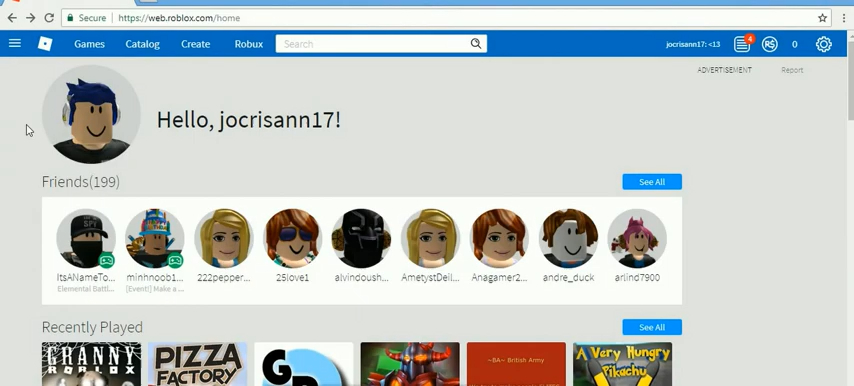 Secure https://web.roblox.com/home
Games Catalog Create Robux Search jocrisann17: <13 4 R$ 0
ADVERTISEMENT Report
Hello, jocrisann17!
Friends(199) See All
SPY
ItsANameTo... minhnoob1... 222pepper... 25love1 alvindoush... AmetystDeil... Anagamer2... andre_duck arlind7900
Elemental Battl... [Event!] Make a ...
Recently Played See All
GRANNY
ROBLOX
PIZZA
FACTORY
~BA~ British Army
A Very Hungry
Pikachu